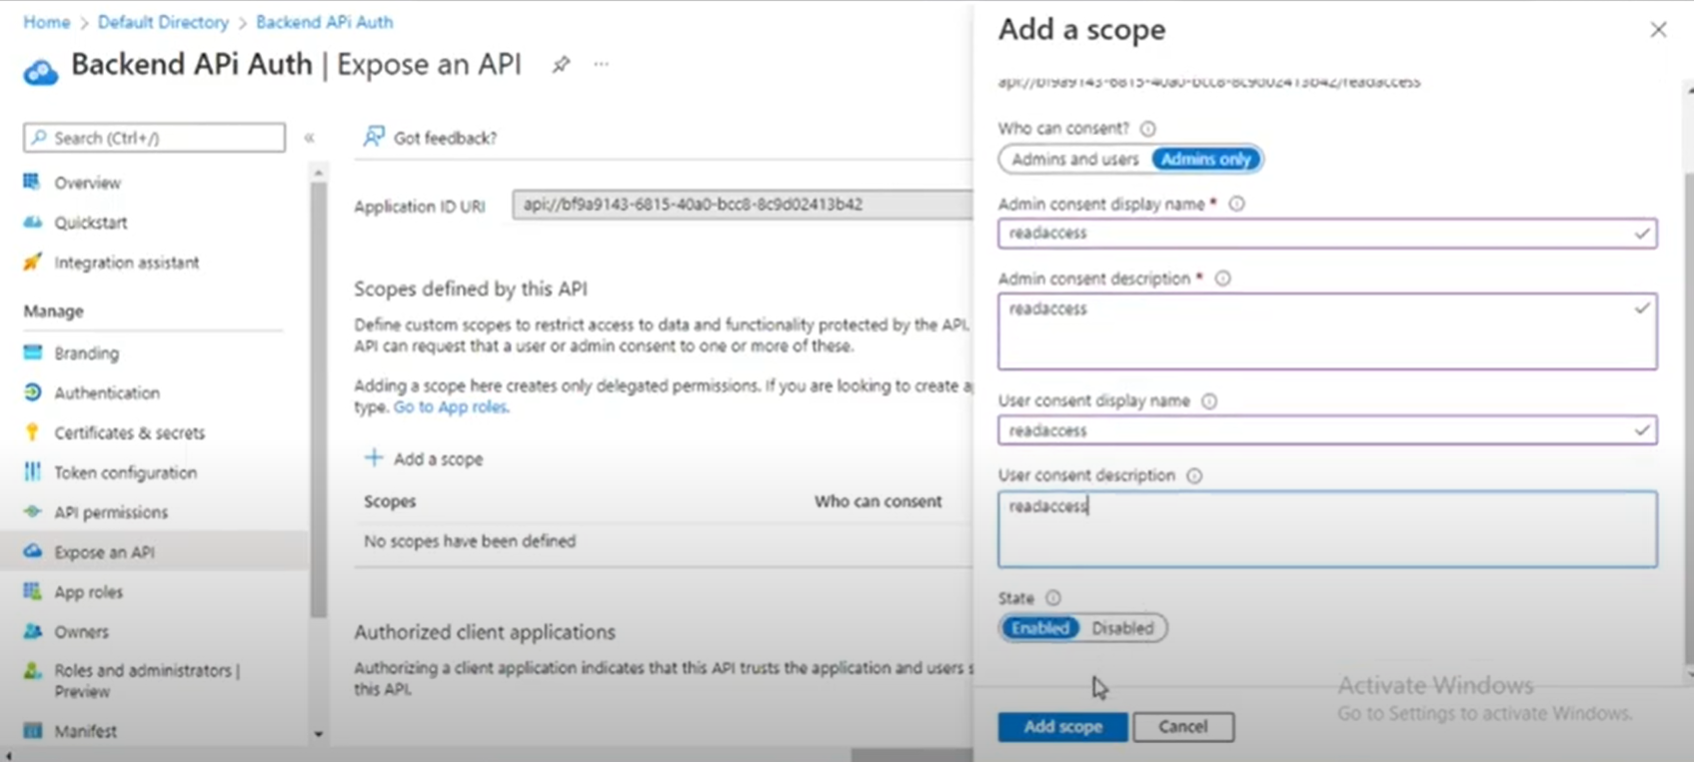 Home > Default Directory > Backend APi Auth
Backend APi Auth | Expose an API
Search (Ctrl+/)
Overview
Quickstart
Integration assistant
Manage
Branding
Authentication
Certificates & secrets
Token configuration
API permissions
Expose an API
App roles
Owners
Roles and administrators |
Preview
Manifest
Got feedback?
Application ID URI
api://bf9a9143-6815-40a0-bcc8-8c9d02413b42
Scopes defined by this API
Define custom scopes to restrict access to data and functionality protected by the API.
API can request that a user or admin consent to one or more of these.
Adding a scope here creates only delegated permissions. If you are looking to create a
type. Go to App roles.
+ Add a scope
Scopes
Who can consent
No scopes have been defined
Authorized client applications
Authorizing a client application indicates that this API trusts the application and users s
this API.
Add a scope
api://bf9a9143-6815-40a0-bcc8-8c9d02413b42/readaccess
Who can consent?
Admins and users
Admins only
Admin consent display name *
readaccess
Admin consent description *
readaccess
User consent display name
readaccess
User consent description
readaccess
State
Enabled
Disabled
Add scope
Cancel
Activate Windows
Go to Settings to activate Windows.